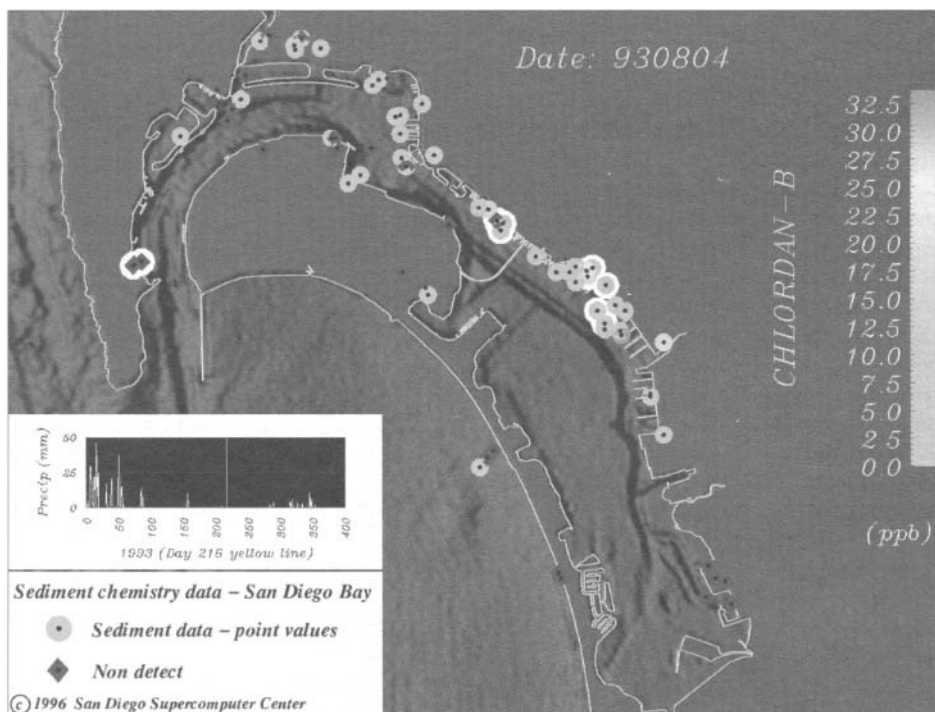 Date: 930804
CHLORDAN-B
32.5
30.0
27.5
25.0
22.5
20.0
17.5
15.0
12.5
10.0
7.5
5.0
2.5
0.0
(ppb)
Precip (mm)
50
25
0
0 50 100 150 200 250 300 350 400
1993 (Day 216 yellow line)
Sediment chemistry data – San Diego Bay
Sediment data – point values
Non detect
© 1996 San Diego Supercomputer Center